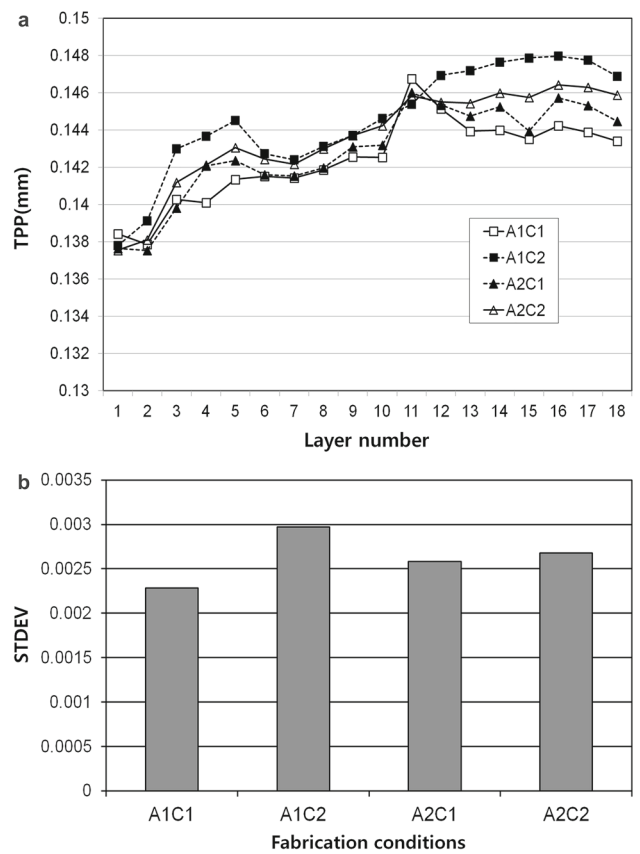 a
0.15
0.148
0.146
0.144
0.142
0.14
0.138
0.136
0.134
0.132
0.13
TPP(mm)
A1C1
A1C2
A2C1
A2C2
1 2 3 4 5 6 7 8 9 10 11 12 13 14 15 16 17 18
Layer number
b
0.0035
0.003
0.0025
0.002
0.0015
0.001
0.0005
0
STDEV
A1C1 A1C2 A2C1 A2C2
Fabrication conditions